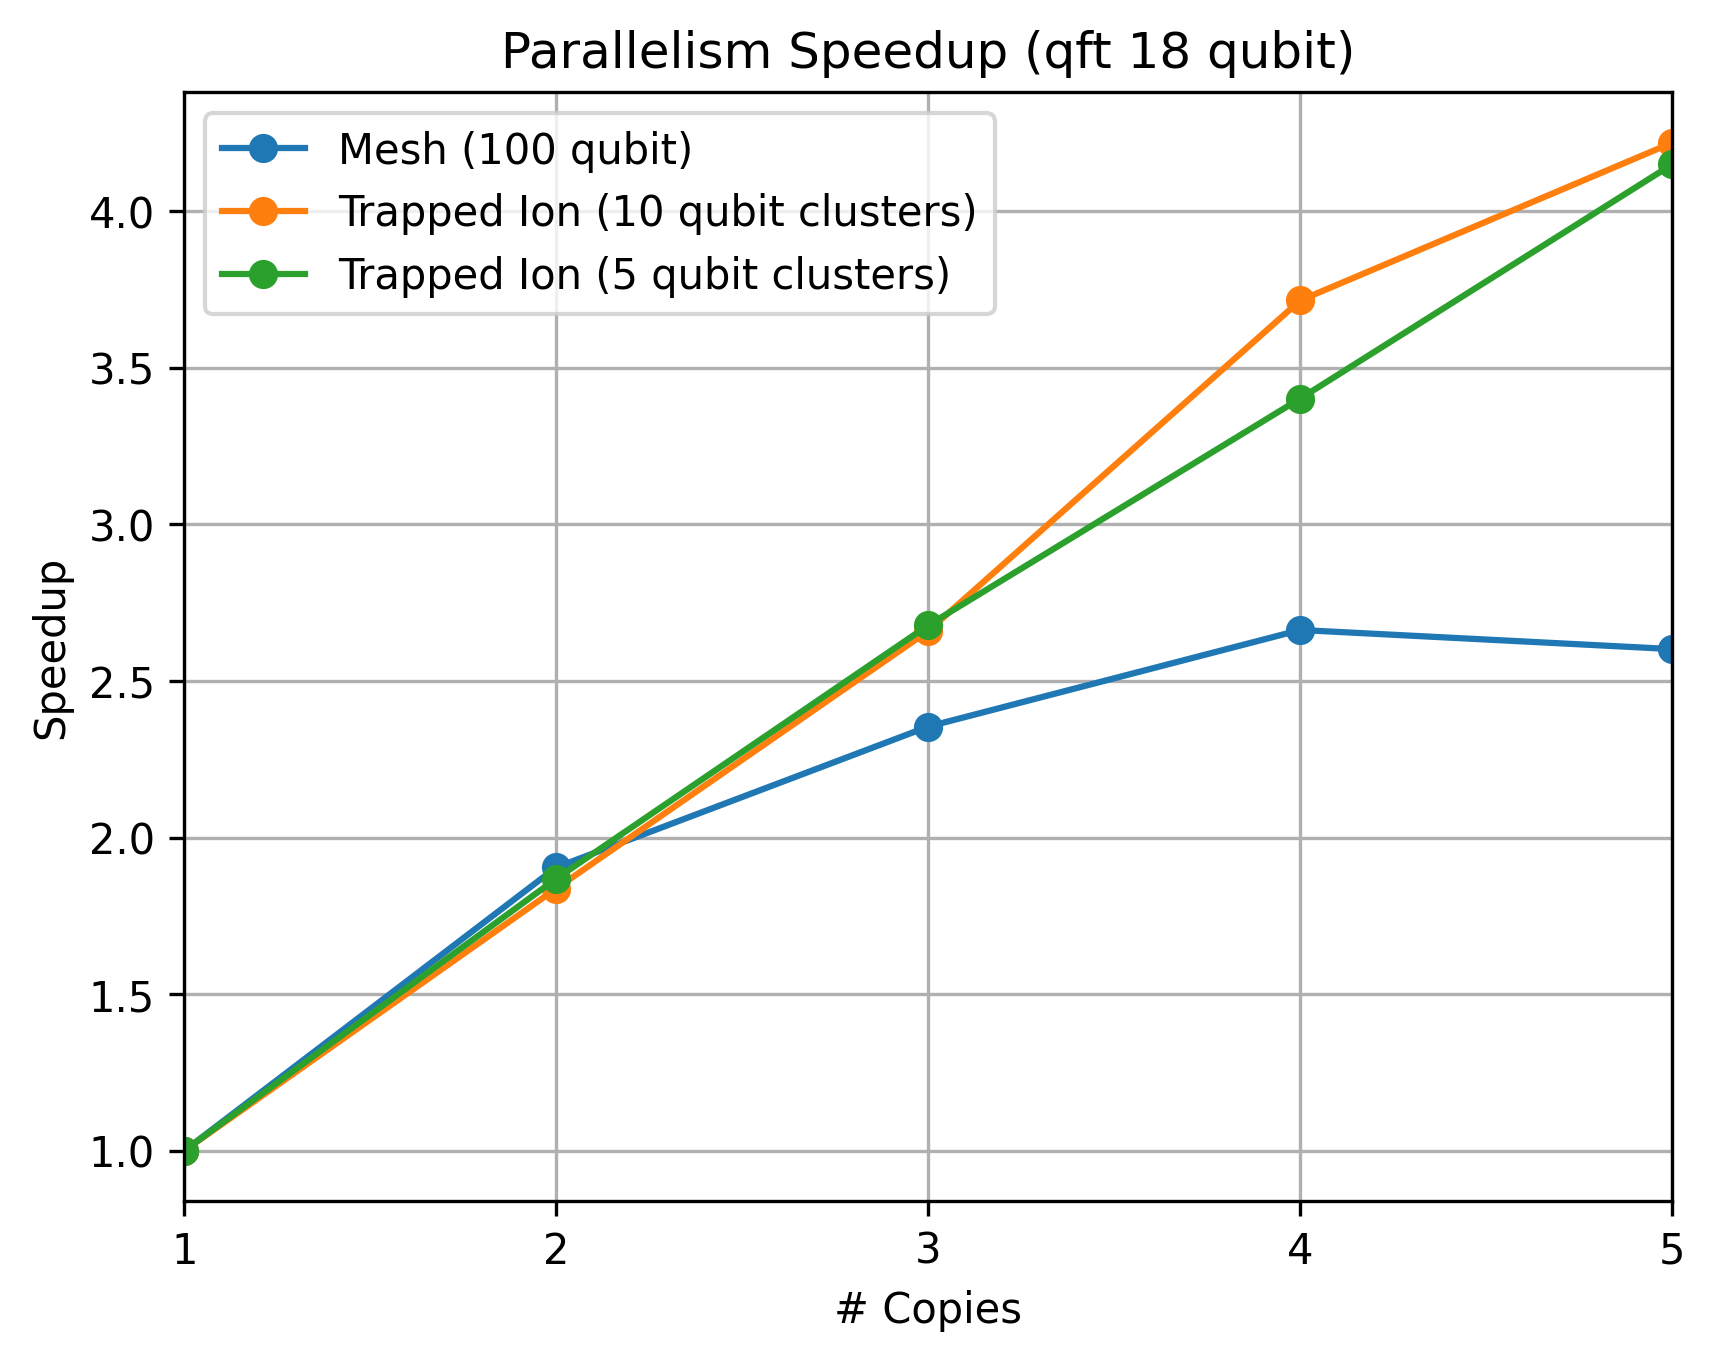 Parallelism Speedup (qft 18 qubit)
Mesh (100 qubit)
Trapped Ion (10 qubit clusters)
Trapped Ion (5 qubit clusters)
4.0
3.5
3.0
2.5
2.0
1.5
1.0
Speedup
1 2 3 4 5
# Copies